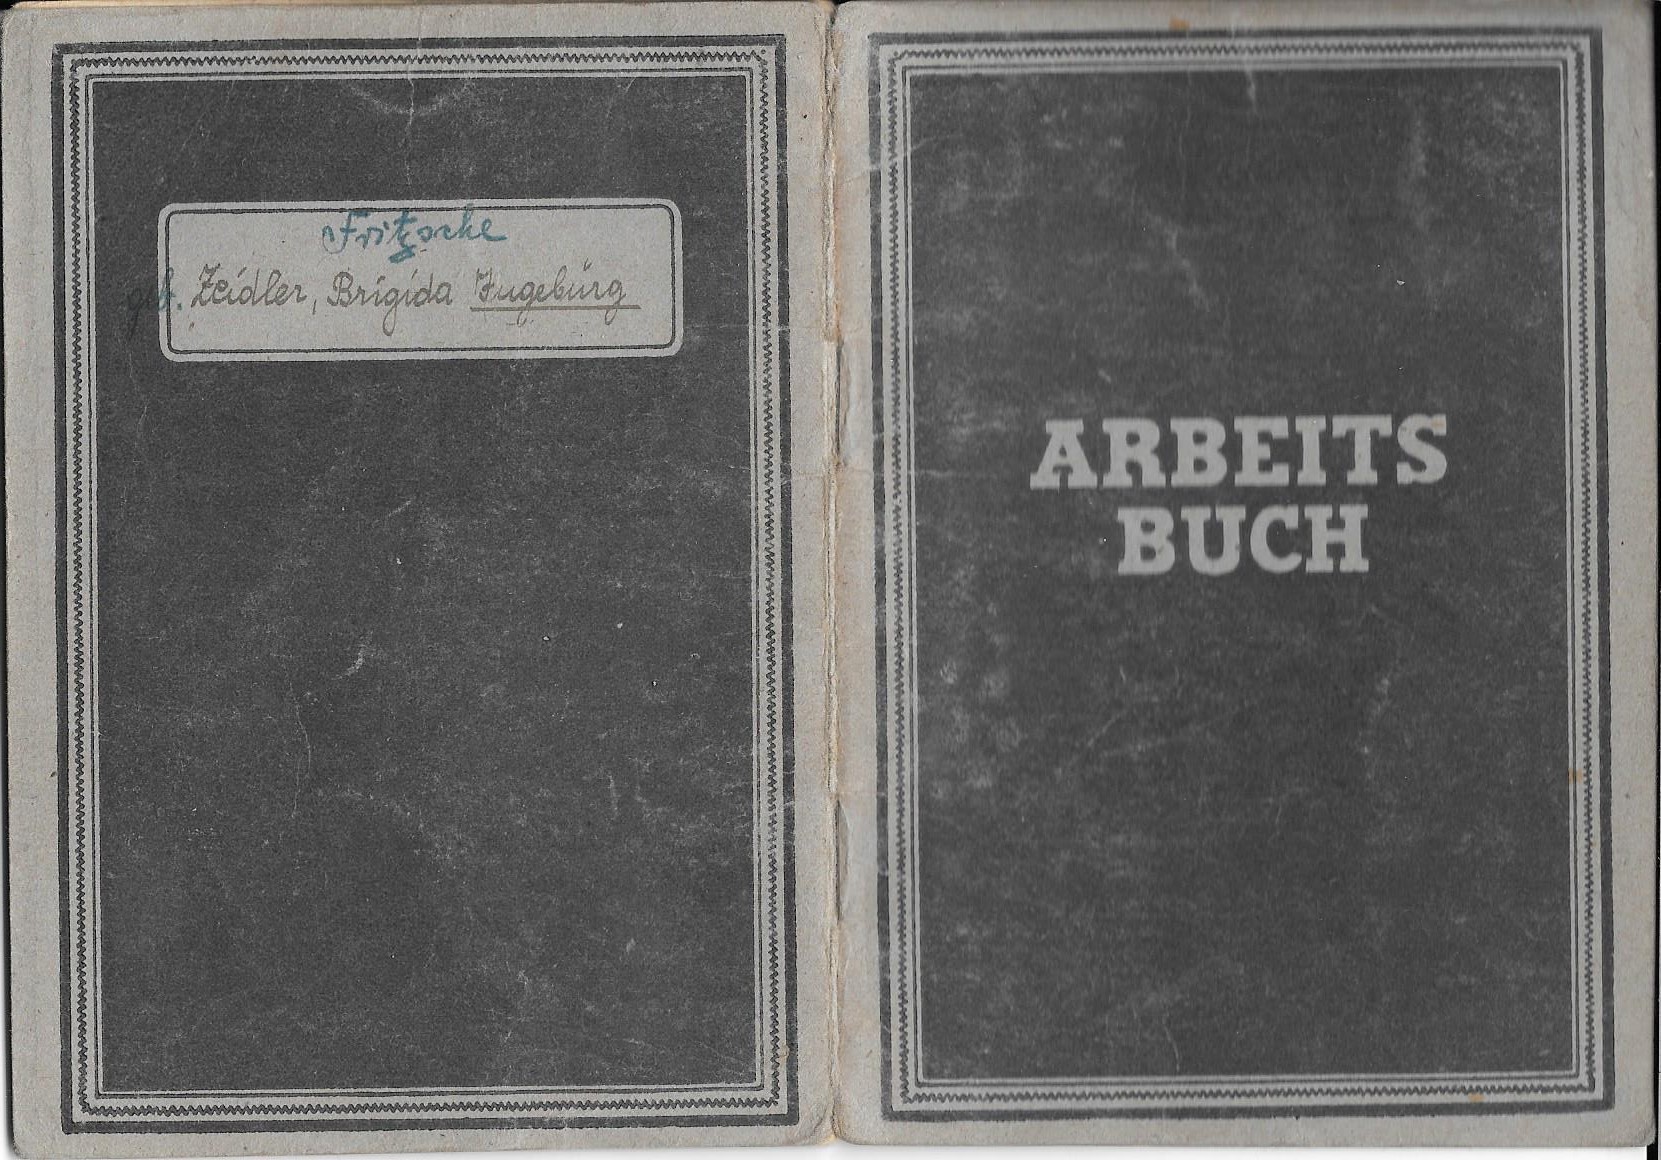 Fritzsche
geb. Zeidler, Brigida Ingeburg
ARBEITS
BUCH